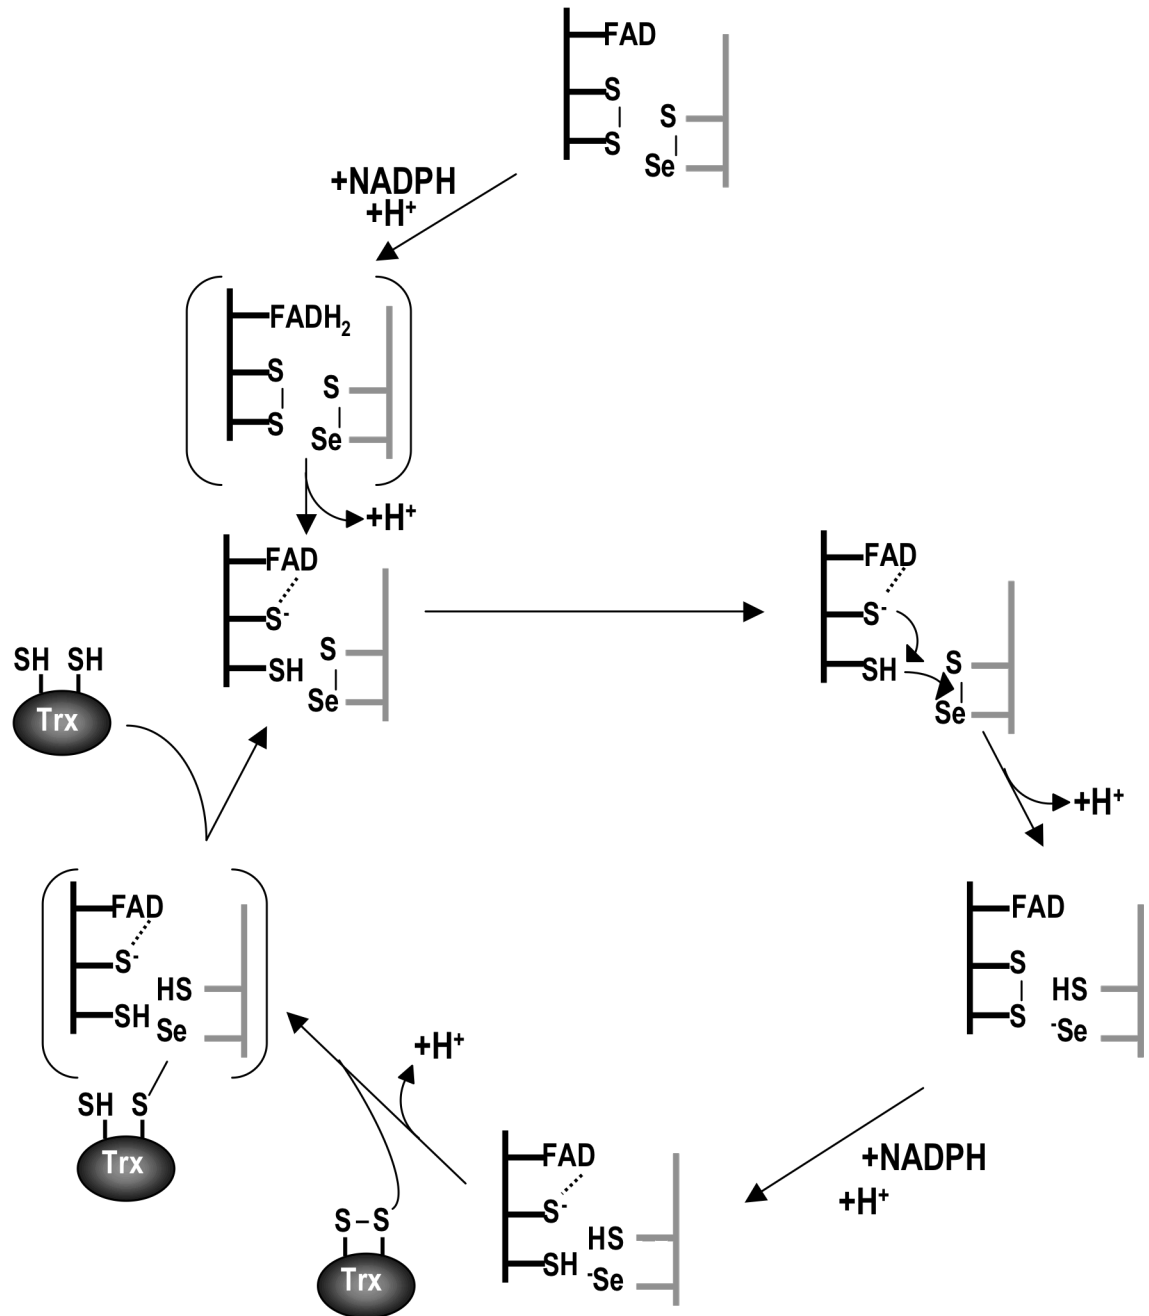 FAD
S
S
S
Se
+NADPH
+H⁺
FADH₂
S
S
S
Se
+H⁺
FAD
S⁻
SH
S
Se
FAD
S⁻
SH
S
Se
SH SH
Trx
+H⁺
FAD
S⁻
SH
HS
Se
SH S
Trx
FAD
S
S
HS
⁻Se
+H⁺
+NADPH
+H⁺
FAD
S⁻
SH
HS
⁻Se
S–S
Trx